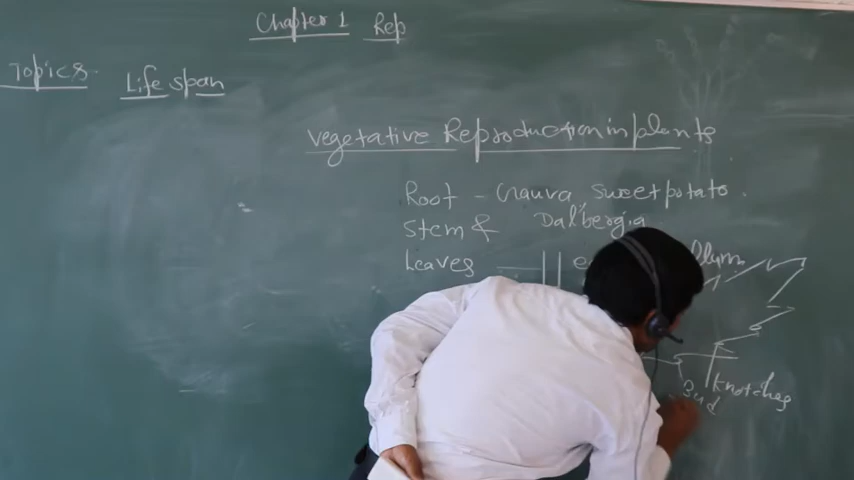 Chapter 1 Rep
Topics. Life span
Vegetative Reproduction in plants
Root - Guava, Sweet potato.
Stem &
Dalbergia
Leaves
Bud
notches